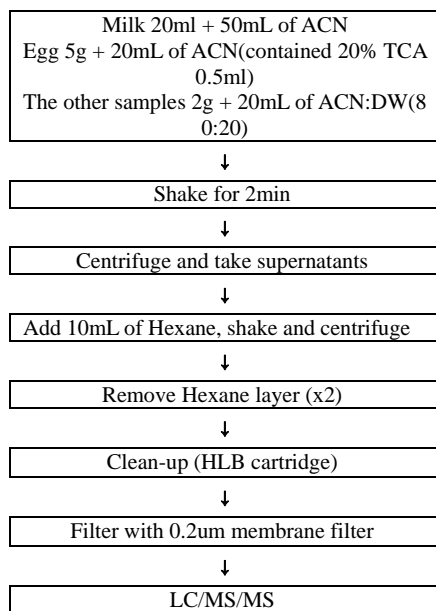 Milk 20ml + 50mL of ACN
Egg 5g + 20mL of ACN(contained 20% TCA
0.5ml)
The other samples 2g + 20mL of ACN:DW(8
0:20)
↓
Shake for 2min
↓
Centrifuge and take supernatants
↓
Add 10mL of Hexane, shake and centrifuge
↓
Remove Hexane layer (x2)
↓
Clean-up (HLB cartridge)
↓
Filter with 0.2um membrane filter
↓
LC/MS/MS